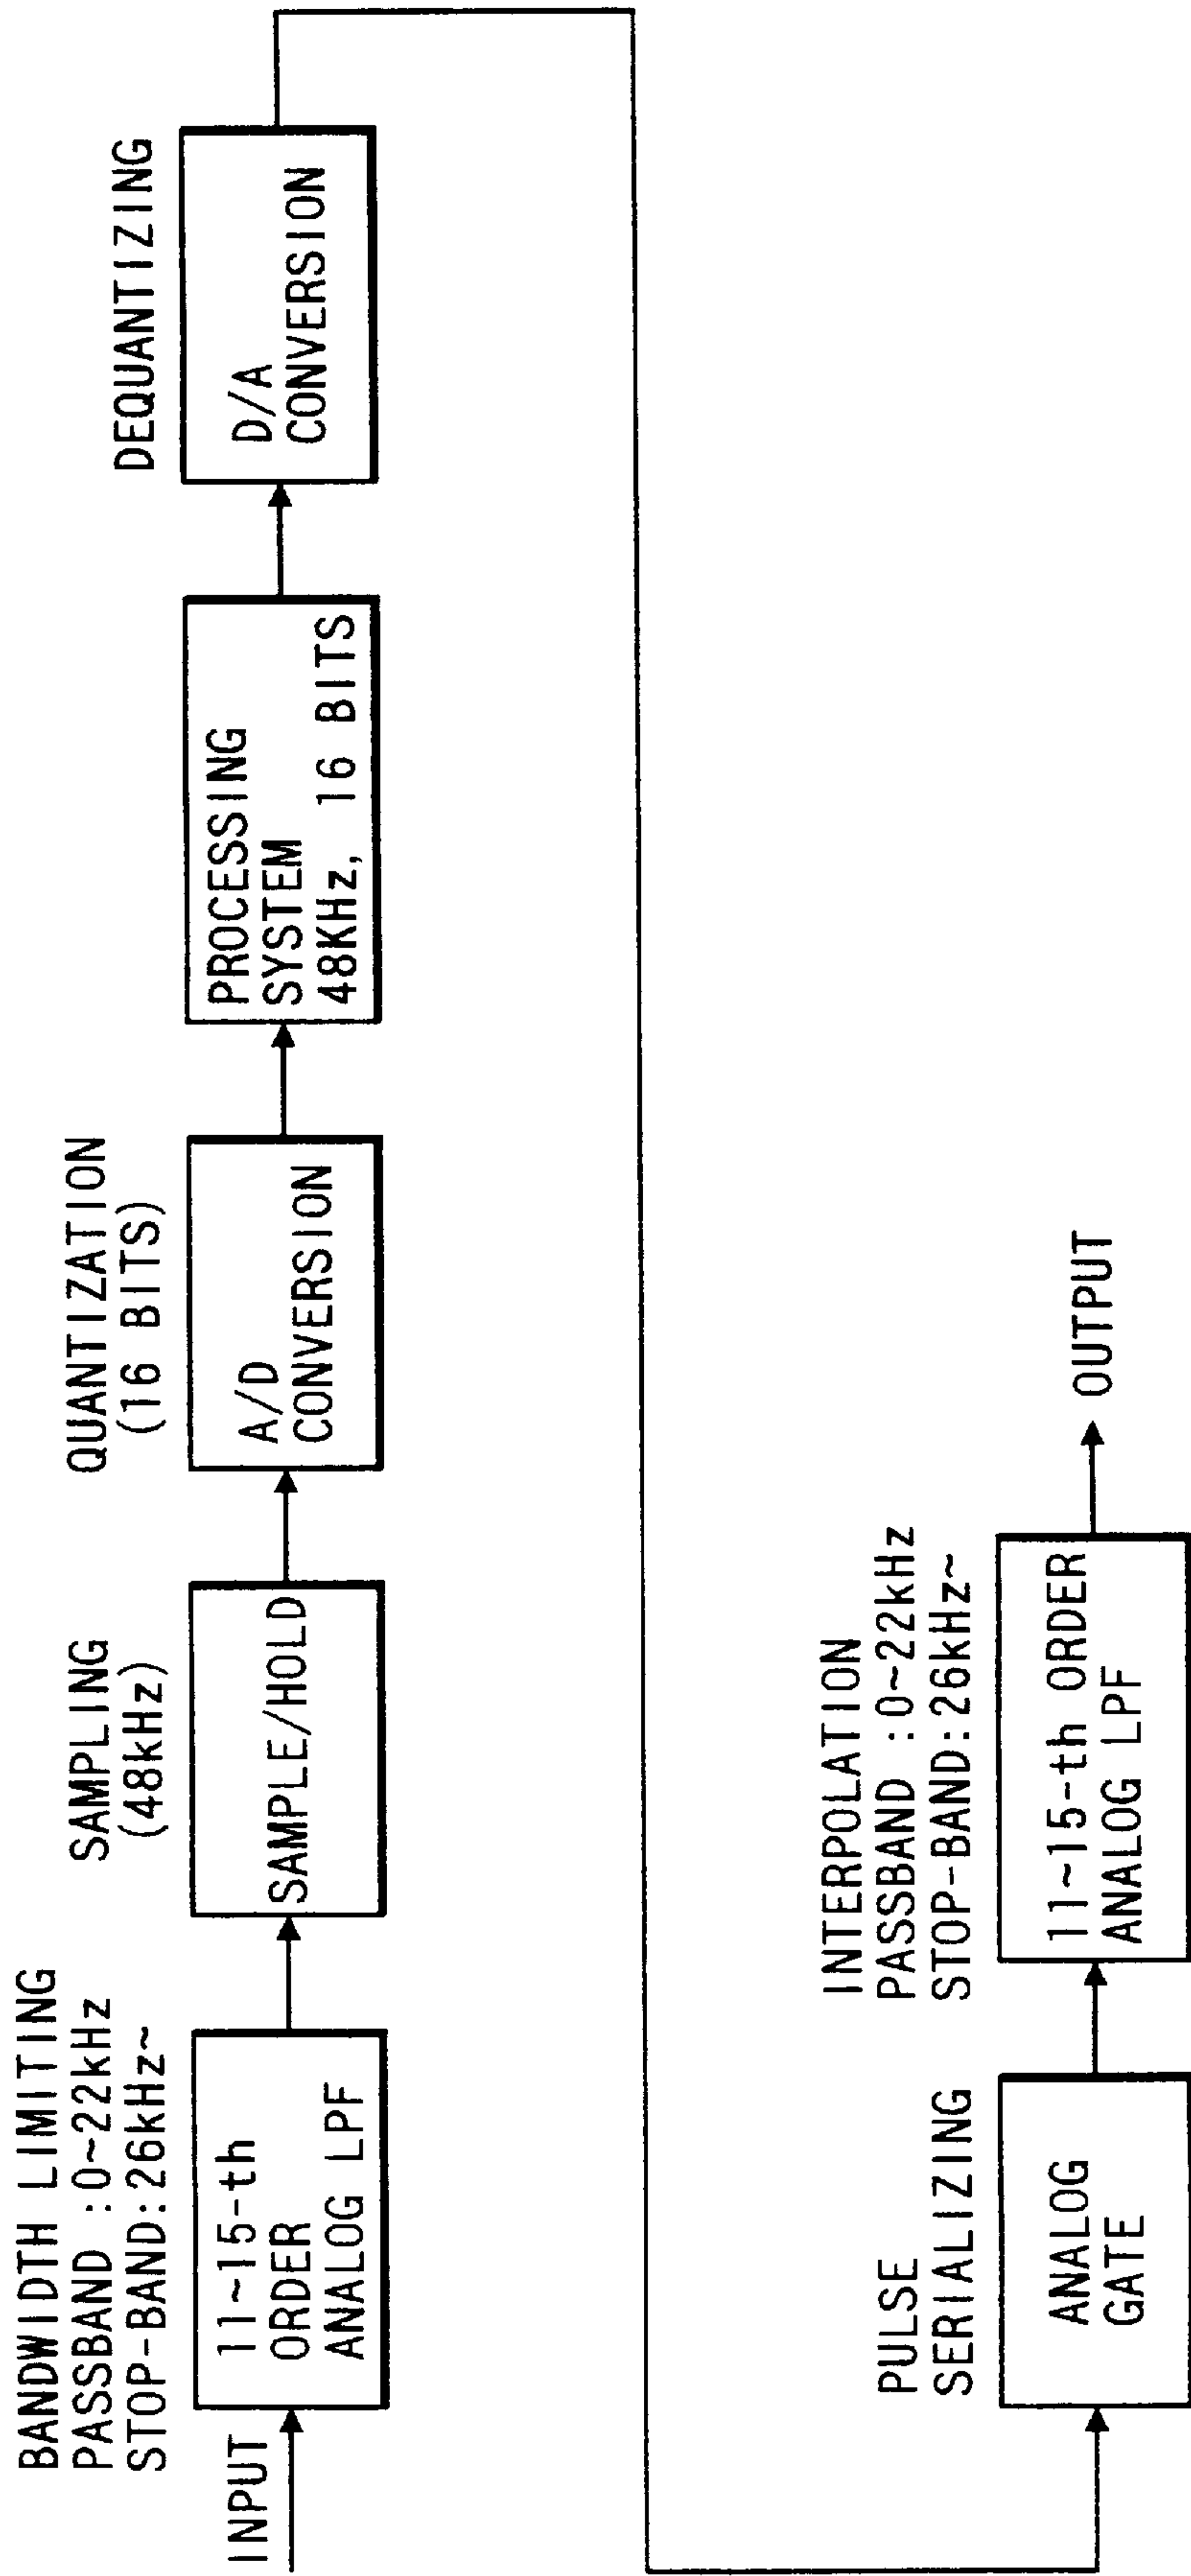 BANDWIDTH LIMITING
PASSBAND :0~22kHz
STOP-BAND:26kHz~
INPUT
11~15-th
ORDER
ANALOG LPF
SAMPLING
(48kHz)
SAMPLE/HOLD
QUANTIZATION
(16 BITS)
A/D
CONVERSION
PROCESSING
SYSTEM
48KHz, 16 BITS
DEQUANTIZING
D/A
CONVERSION
PULSE
SERIALIZING
ANALOG
GATE
INTERPOLATION
PASSBAND :0~22kHz
STOP-BAND:26kHz~
11~15-th ORDER
ANALOG LPF
OUTPUT